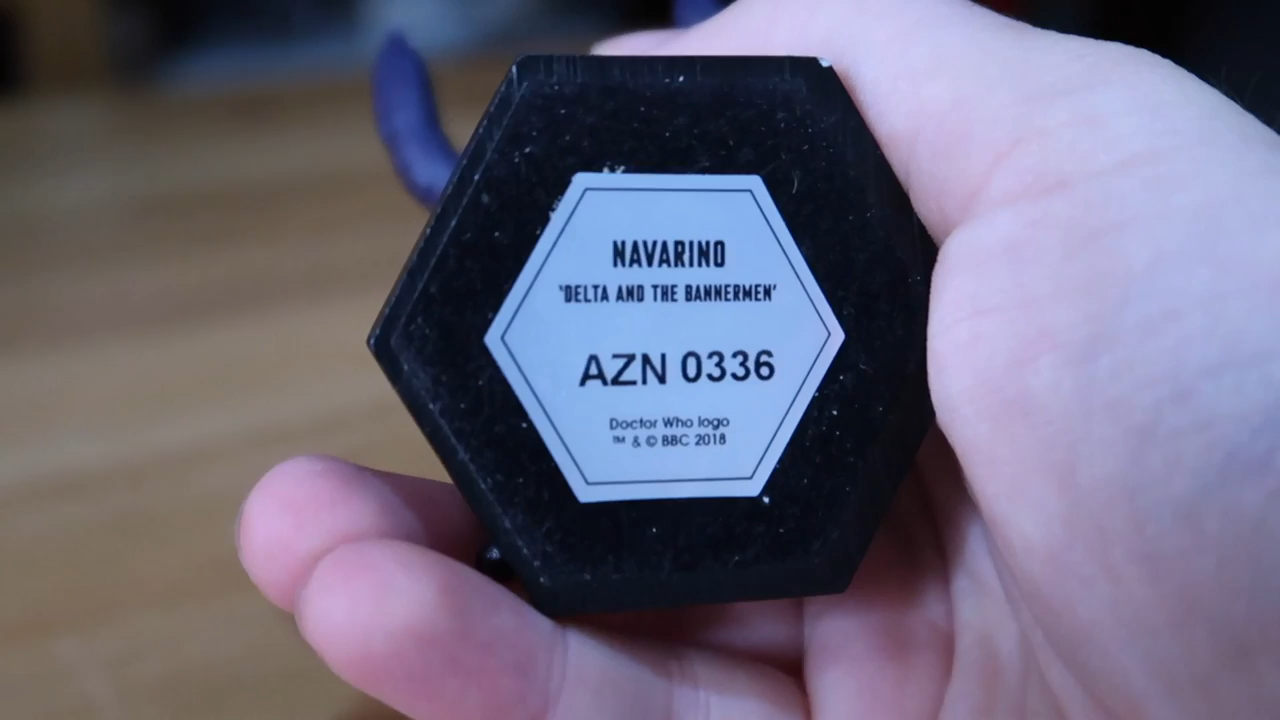 NAVARINO
'DELTA AND THE BANNERMEN'
AZN 0336
Doctor Who logo
™ & © BBC 2018